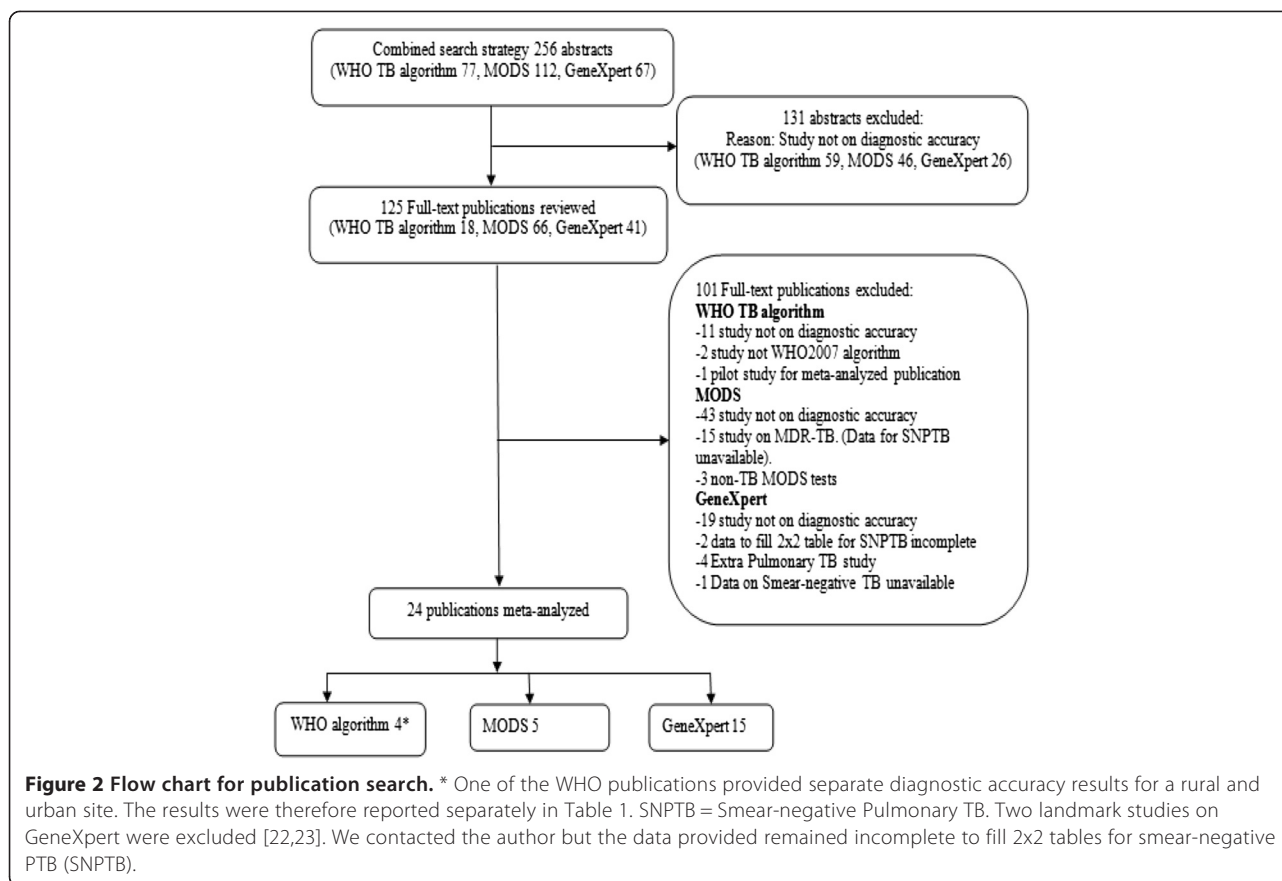 Combined search strategy 256 abstracts
(WHO TB algorithm 77, MODS 112, GeneXpert 67)
131 abstracts excluded:
Reason: Study not on diagnostic accuracy
(WHO TB algorithm 59, MODS 46, GeneXpert 26)
125 Full-text publications reviewed
(WHO TB algorithm 18, MODS 66, GeneXpert 41)
101 Full-text publications excluded:
WHO TB algorithm
-11 study not on diagnostic accuracy
-2 study not WHO2007 algorithm
-1 pilot study for meta-analyzed publication
MODS
-43 study not on diagnostic accuracy
-15 study on MDR-TB. (Data for SNPTB
unavailable).
-3 non-TB MODS tests
GeneXpert
-19 study not on diagnostic accuracy
-2 data to fill 2x2 table for SNPTB incomplete
-4 Extra Pulmonary TB study
-1 Data on Smear-negative TB unavailable
24 publications meta-analyzed
WHO algorithm 4*
MODS 5
GeneXpert 15
Figure 2 Flow chart for publication search. * One of the WHO publications provided separate diagnostic accuracy results for a rural and
urban site. The results were therefore reported separately in Table 1. SNPTB = Smear-negative Pulmonary TB. Two landmark studies on
GeneXpert were excluded [22,23]. We contacted the author but the data provided remained incomplete to fill 2x2 tables for smear-negative
PTB (SNPTB).